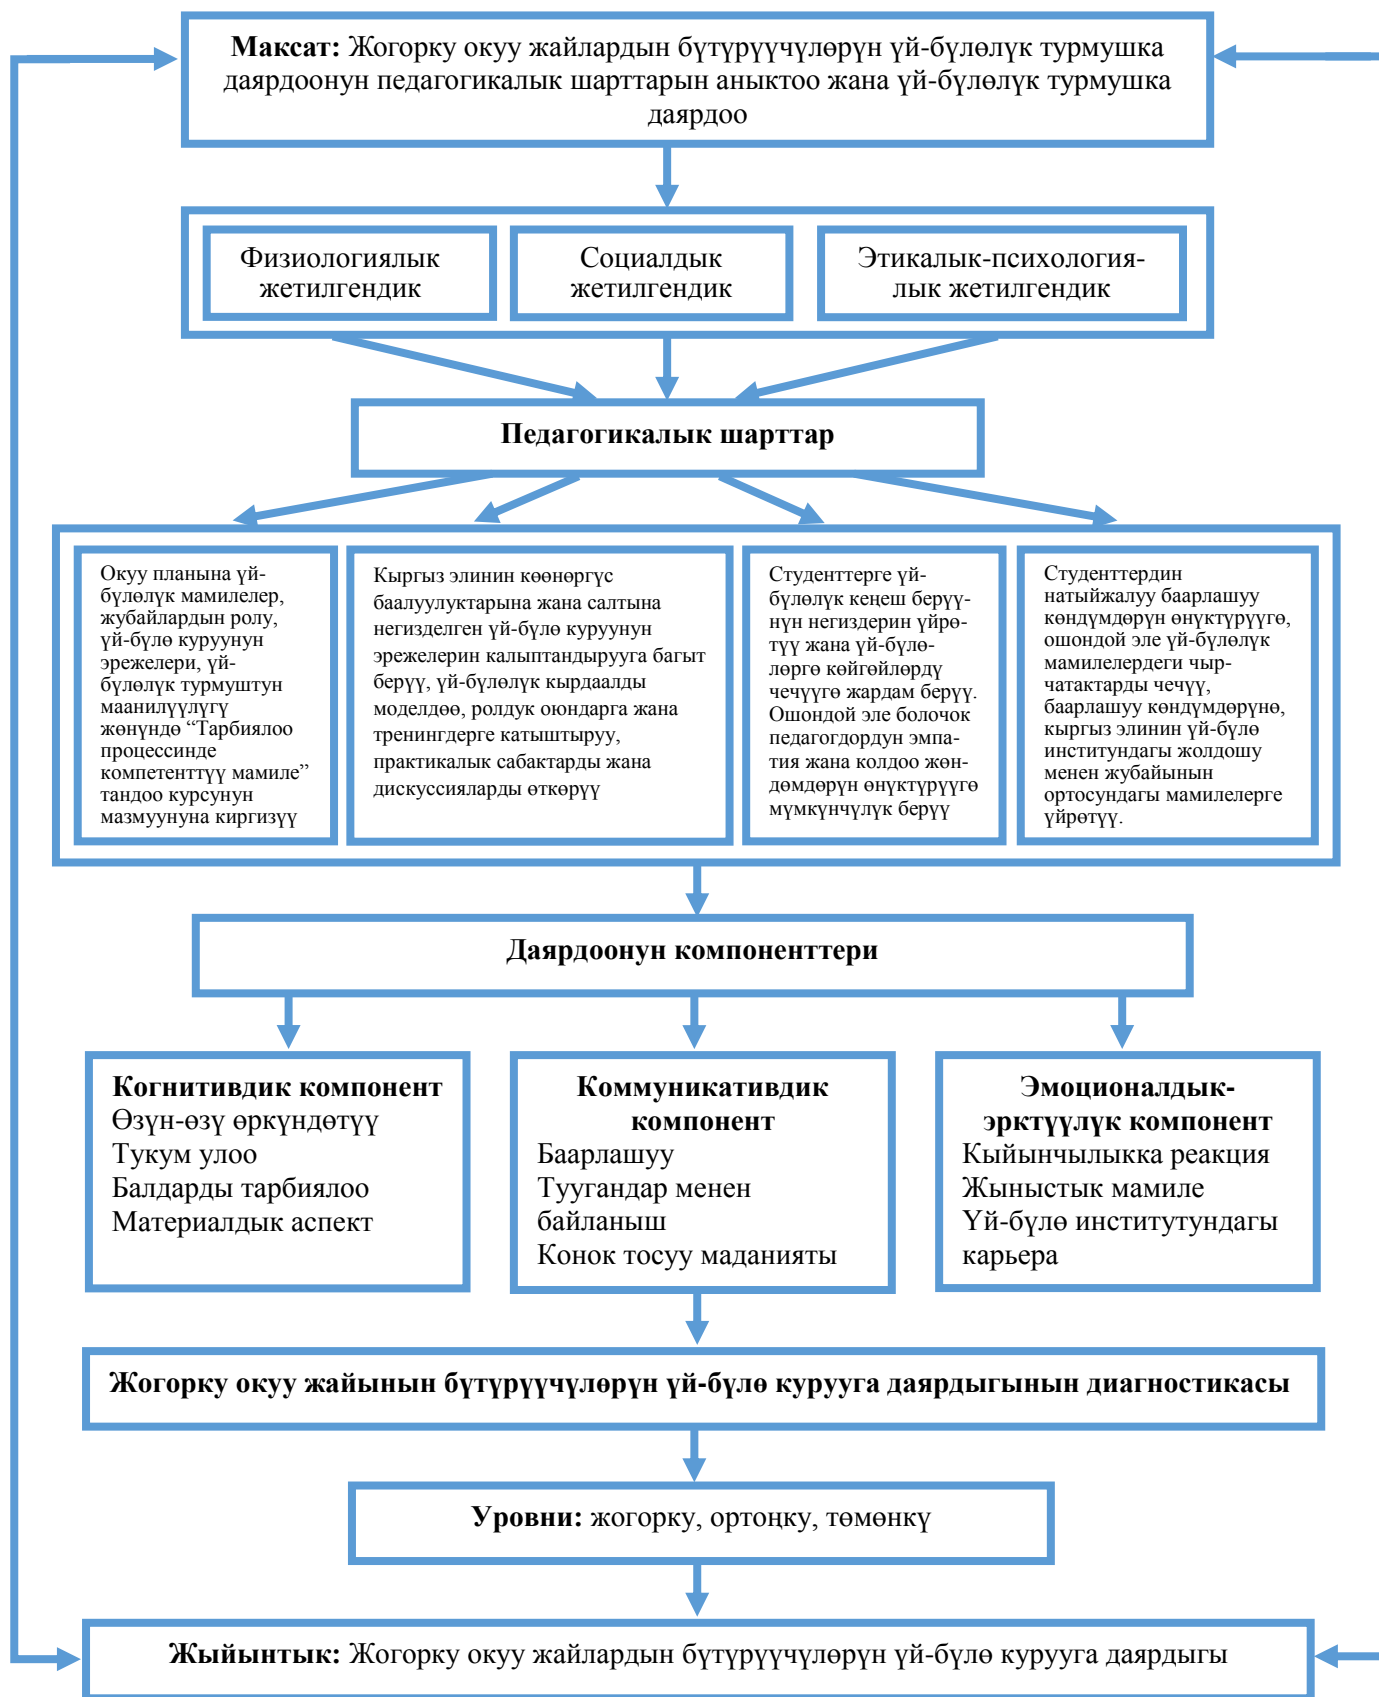 Максат: Жогорку окуу жайлардын бүтүрүүчүлөрүн үй-бүлөлүк турмушка
даярдоонун педагогикалык шарттарын аныктоо жана үй-бүлөлүк турмушка
даярдоо
Физиологиялык
жетилгендик
Социалдык
жетилгендик
Этикалык-психология-
лык жетилгендик
Педагогикалык шарттар
Окуу планына үй-
бүлөлүк мамилелер,
жубайлардын ролу,
үй-бүлө куруунун
эрежелери, үй-
бүлөлүк турмуштун
маанилүүлүгү
жөнүндө “Тарбиялоо
процессинде
компетенттүү мамиле”
тандоо курсунун
мазмуунуна киргизүү
Кыргыз элинин көөнөргүс
баалуулуктарына жана салтына
негизделген үй-бүлө куруунун
эрежелерин калыптандырууга багыт
берүү, үй-бүлөлүк кырдаалды
моделдөө, ролдук оюндарга жана
тренингдерге катыштыруу,
практикалык сабактарды жана
дискуссияларды өткөрүү
Студенттерге үй-
бүлөлүк кеңеш берүү-
нүн негиздерин үйрө-
түү жана үй-бүлө-
лөргө көйгөйлөрдү
чечүүгө жардам берүү.
Ошондой эле болочок
педагогдордун эмпа-
тия жана колдоо жөн-
дөмдөрүн өнүктүрүүгө
мүмкүнчүлүк берүү
Студенттердин
натыйжалуу баарлашуу
көндүмдөрүн өнүктүрүүгө,
ошондой эле үй-бүлөлүк
мамилелердеги чыр-
чатактарды чечүү,
баарлашуу көндүмдөрүнө,
кыргыз элинин үй-бүлө
институндагы жолдошу
менен жубайынын
ортосундагы мамилелерге
үйрөтүү.
Даярдоонун компоненттери
Когнитивдик компонент
Өзүн-өзү өркүндөтүү
Тукум улоо
Балдарды тарбиялоо
Материалдык аспект
Коммуникативдик
компонент
Баарлашуу
Туугандар менен
байланыш
Конок тосуу маданияты
Эмоционалдык-
эрктүүлүк компонент
Кыйынчылыкка реакция
Жыныстык мамиле
Үй-бүлө институтундагы
карьера
Жогорку окуу жайынын бүтүрүүчүлөрүн үй-бүлө курууга даярдыгынын диагностикасы
Уровни: жогорку, ортоңку, төмөнкү
Жыйынтык: Жогорку окуу жайлардын бүтүрүүчүлөрүн үй-бүлө курууга даярдыгы